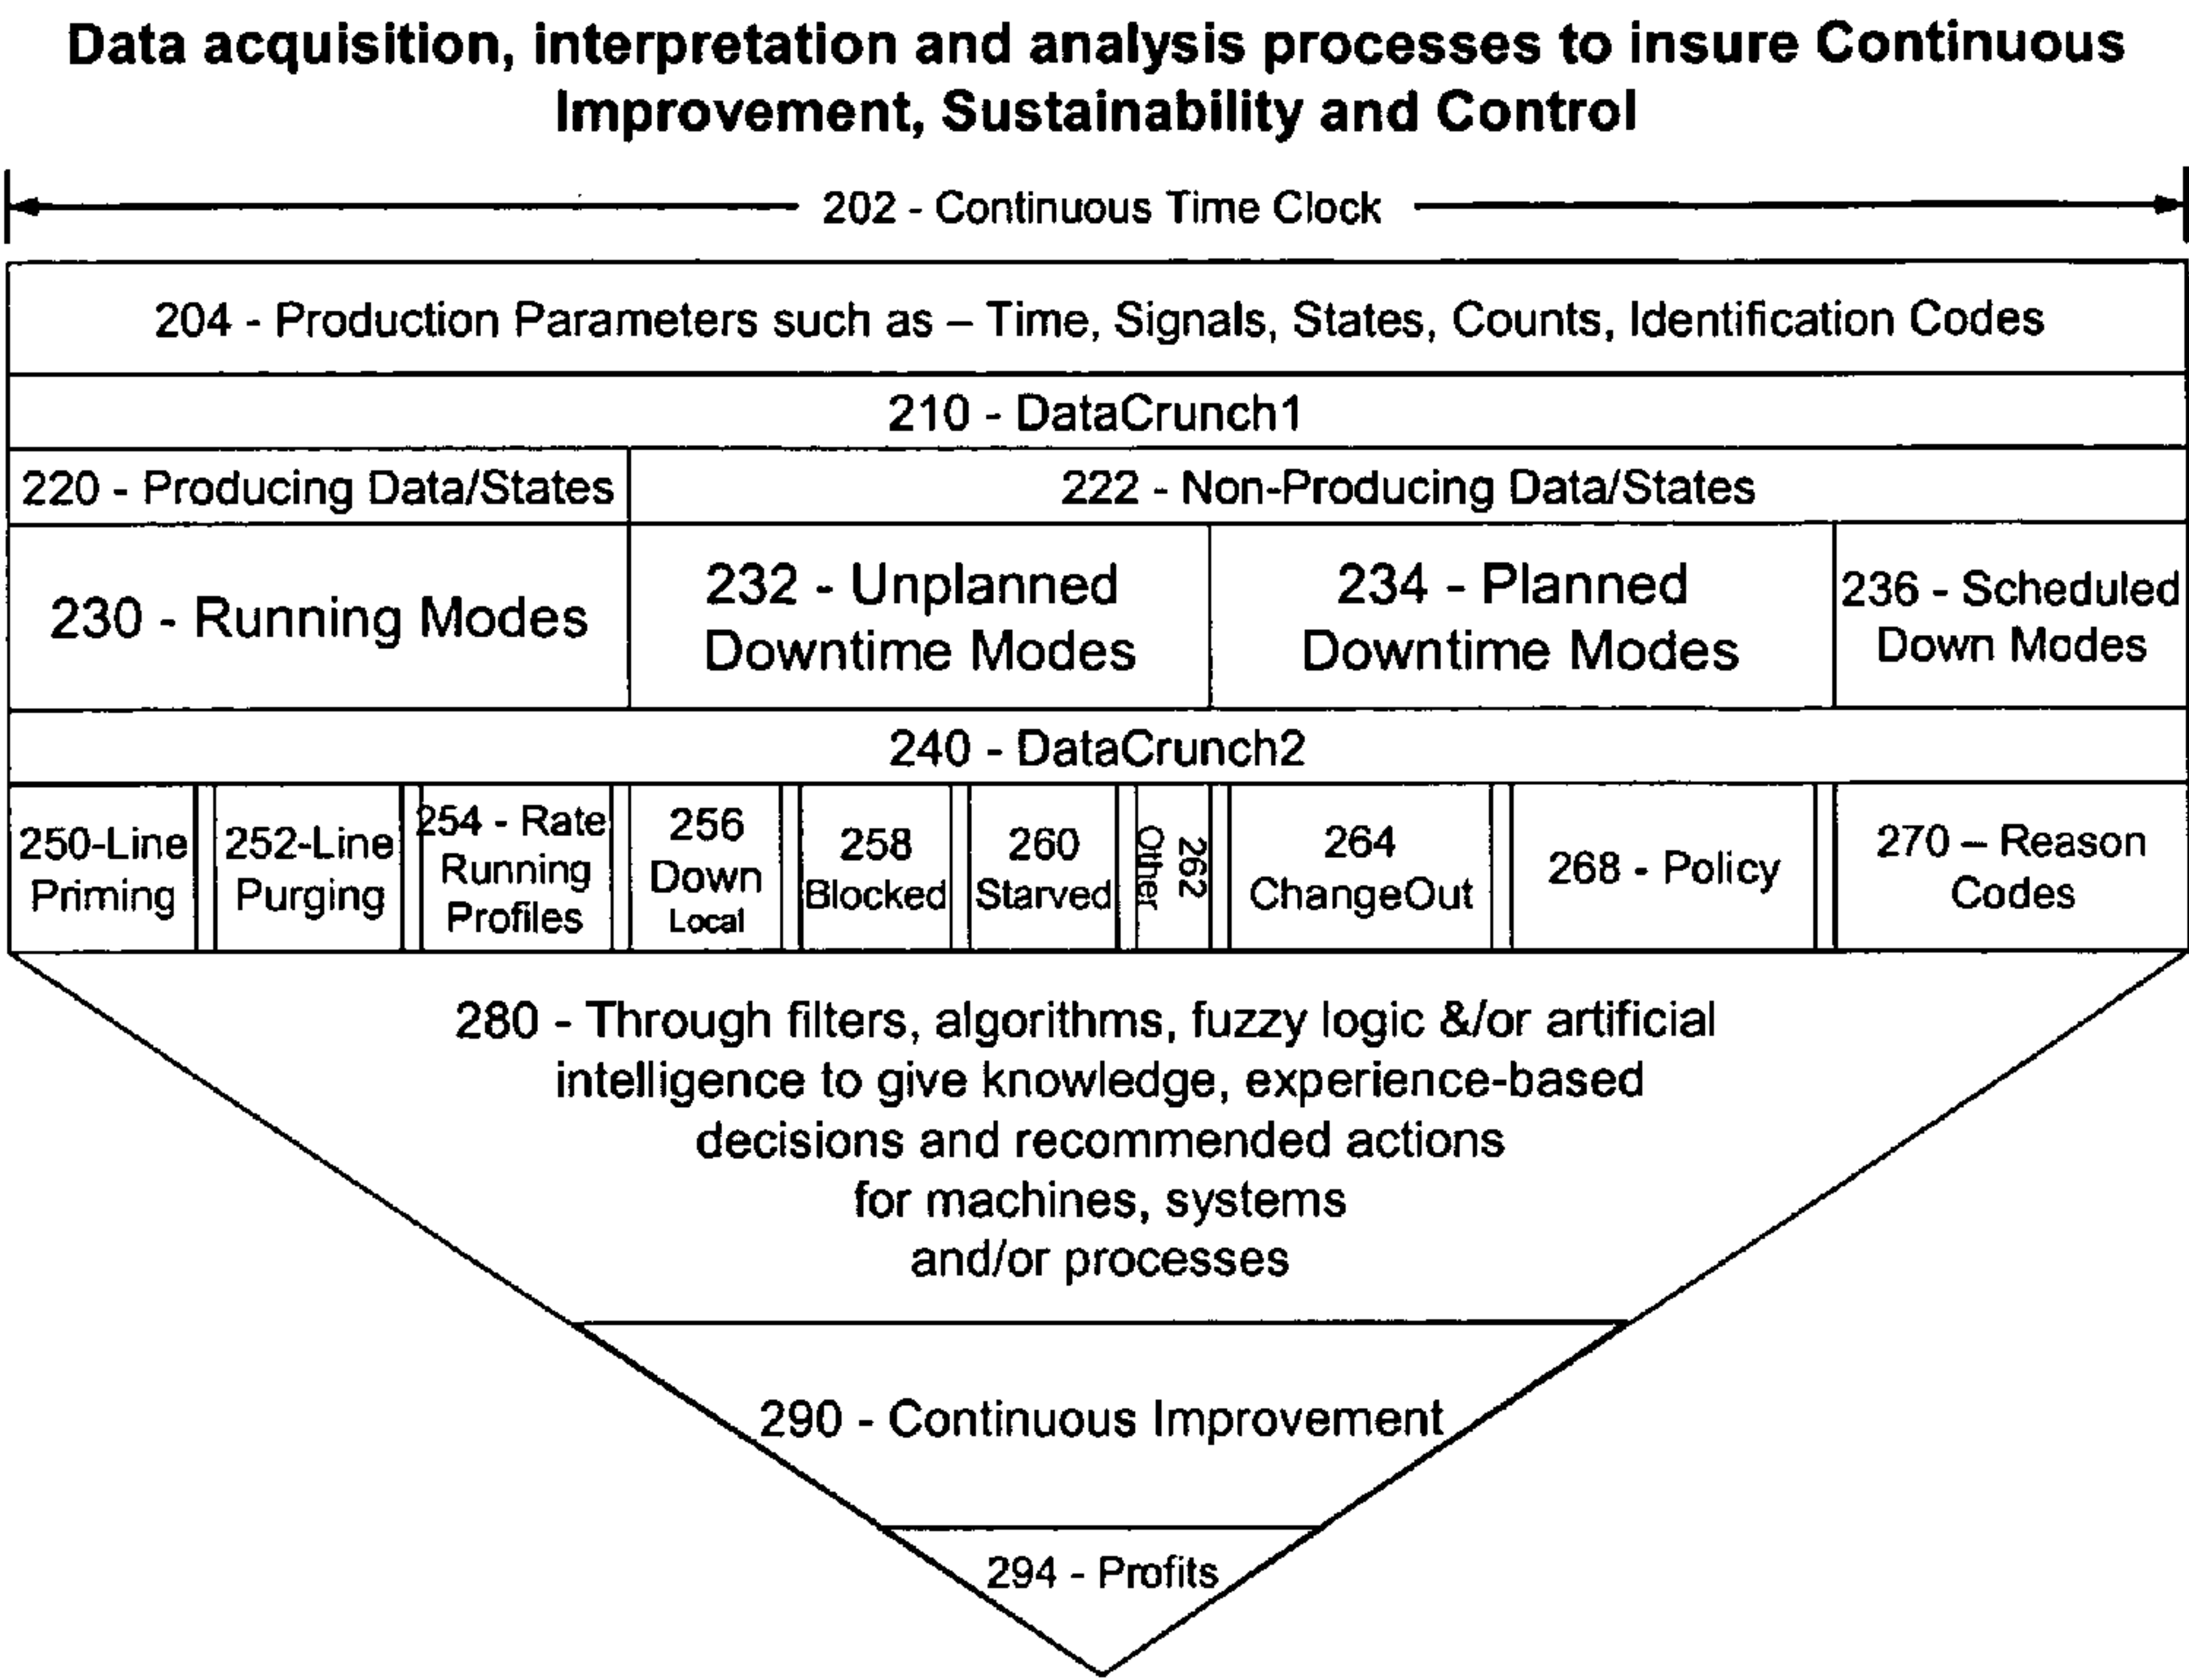 Data acquisition, interpretation and analysis processes to insure Continuous
Improvement, Sustainability and Control
202 - Continuous Time Clock
204 - Production Parameters such as – Time, Signals, States, Counts, Identification Codes
210 - DataCrunch1
220 - Producing Data/States
222 - Non-Producing Data/States
230 - Running Modes
232 - Unplanned
Downtime Modes
234 - Planned
Downtime Modes
236 - Scheduled
Down Modes
240 - DataCrunch2
250-Line
Priming
252-Line
Purging
254 - Rate
Running
Profiles
256
Down
Local
258
Blocked
260
Starved
262
Other
264
ChangeOut
268 - Policy
270 – Reason
Codes
280 - Through filters, algorithms, fuzzy logic &/or artificial
intelligence to give knowledge, experience-based
decisions and recommended actions
for machines, systems
and/or processes
290 - Continuous Improvement
294 - Profits